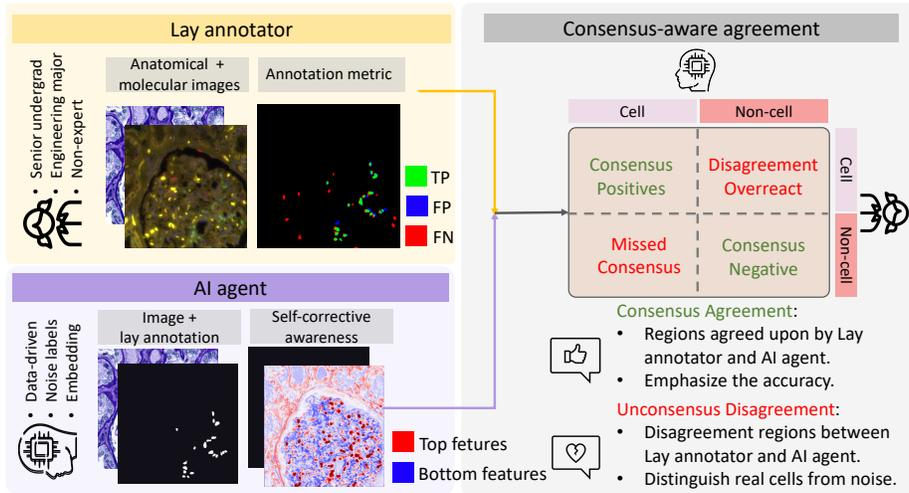 Lay annotator
• Senior undergrad
• Engineering major
• Non-expert
Anatomical +
molecular images
Annotation metric
TP
FP
FN
AI agent
• Data-driven
• Noise labels
• Embedding
Image +
lay annotation
Self-corrective
awareness
Top fetures
Bottom features
Consensus-aware agreement
Cell
Non-cell
Consensus
Positives
Disagreement
Overreact
Missed
Consensus
Consensus
Negative
Cell
Non-cell
Consensus Agreement:
• Regions agreed upon by Lay
annotator and AI agent.
• Emphasize the accuracy.
Unconsensus Disagreement:
• Disagreement regions between
Lay annotator and AI agent.
• Distinguish real cells from noise.